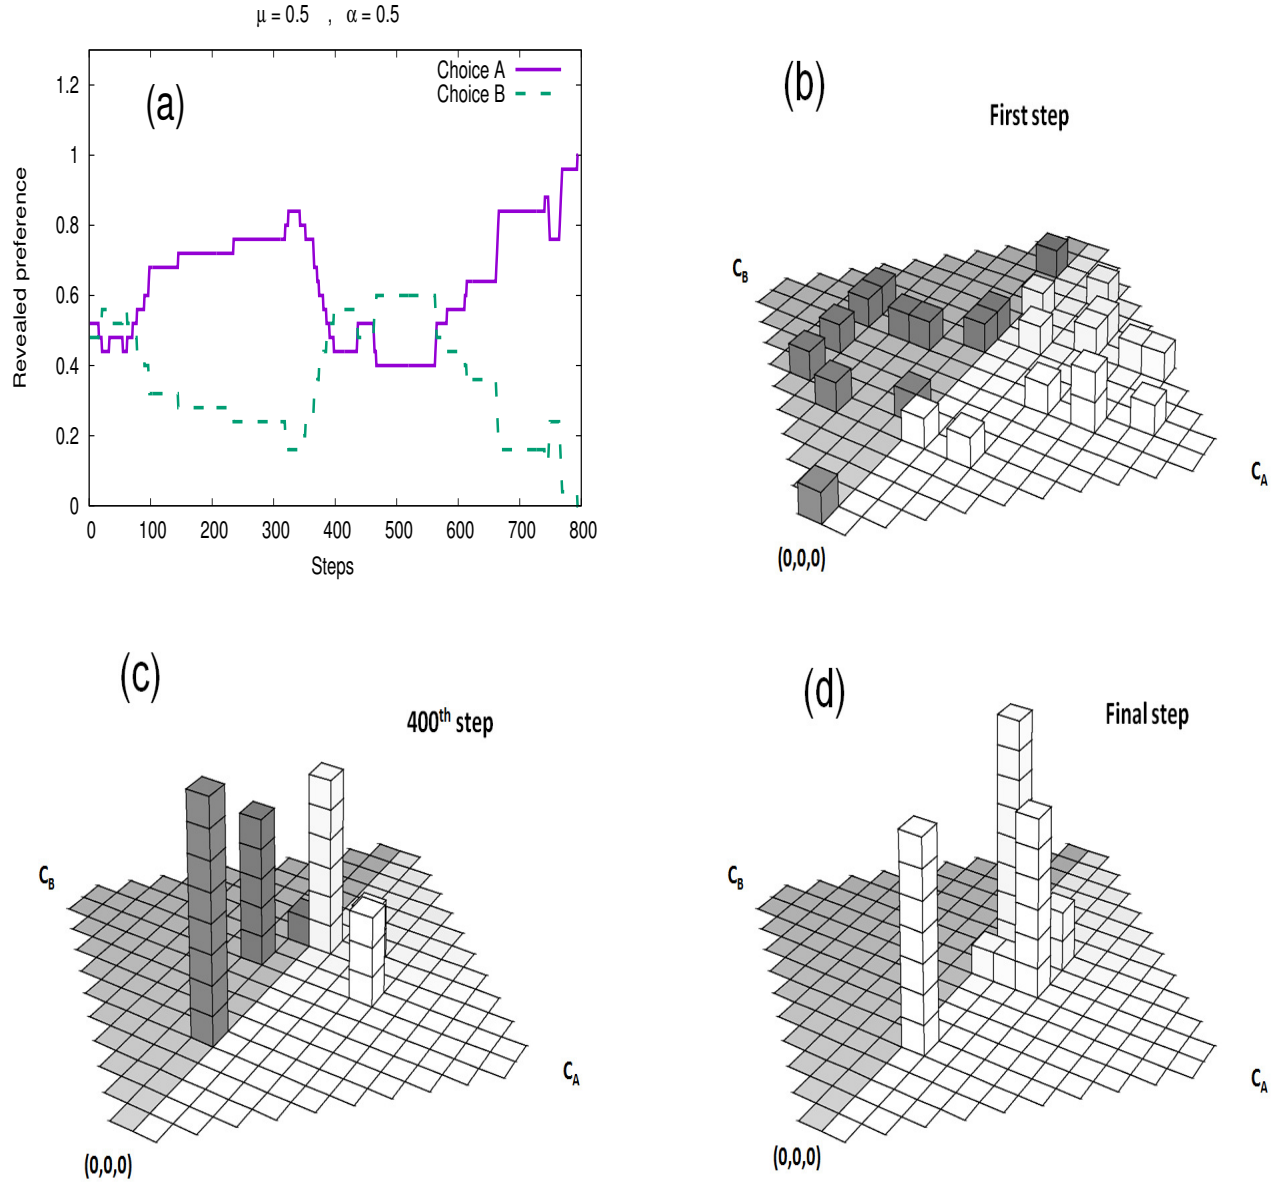 μ = 0.5 , α = 0.5
(a)
Choice A
Choice B
Revealed preference
1.2
1
0.8
0.6
0.4
0.2
0
0 100 200 300 400 500 600 700 800
Steps
(b)
First step
C_B
C_A
(0,0,0)
(c)
400th step
C_B
C_A
(0,0,0)
(d)
Final step
C_B
C_A
(0,0,0)